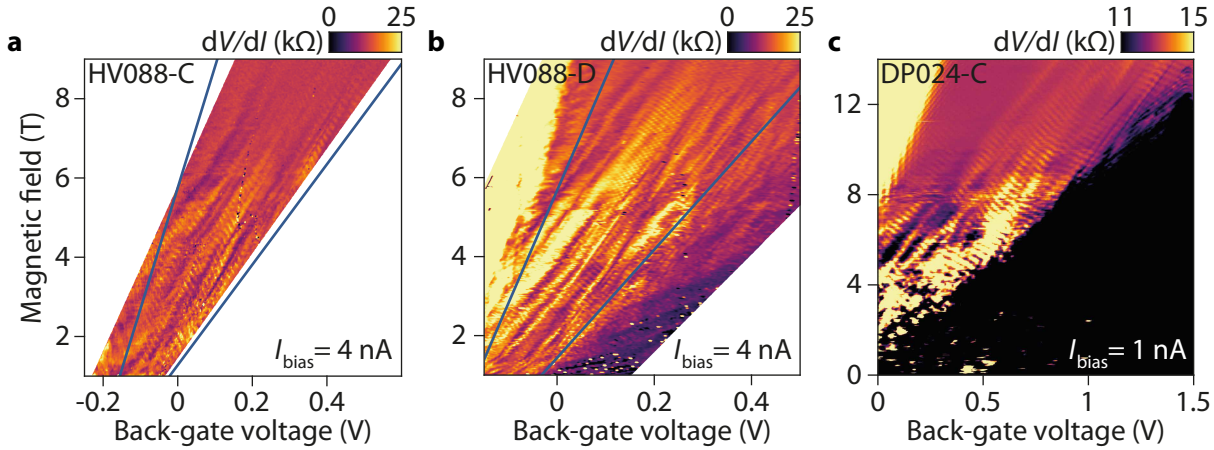 0 25
0 25
11 15
a dV/dI (kΩ)
b dV/dI (kΩ)
c dV/dI (kΩ)
HV088-C
HV088-D
DP024-C
Magnetic field (T)
8
6
4
2
8
6
4
2
12
8
4
0
I_bias = 4 nA
I_bias = 4 nA
I_bias = 1 nA
-0.2 0 0.2 0.4
0 0.2 0.4
0 0.5 1 1.5
Back-gate voltage (V)
Back-gate voltage (V)
Back-gate voltage (V)